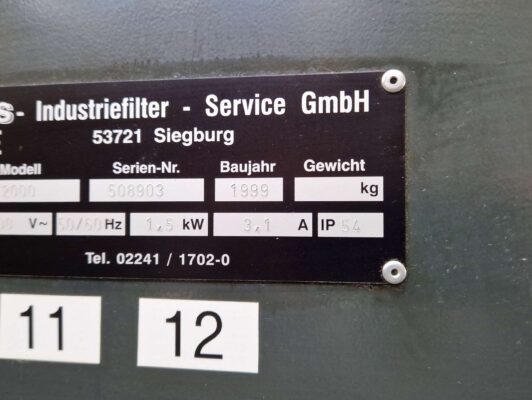 s- Industriefilter - Service GmbH
53721 Siegburg
Modell Serien-Nr. Baujahr Gewicht
2000 508903 1999 kg
V~ 50/60 Hz 1,5 kW 3,1 A IP 54
Tel. 02241 / 1702-0
11 12